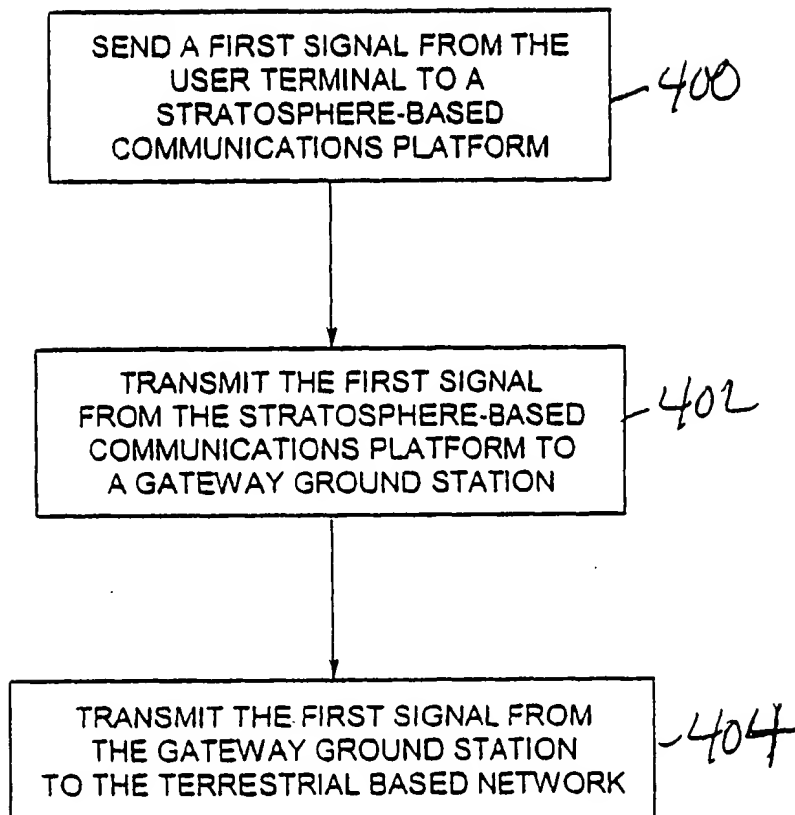 SEND A FIRST SIGNAL FROM THE
USER TERMINAL TO A
STRATOSPHERE-BASED
COMMUNICATIONS PLATFORM
400
TRANSMIT THE FIRST SIGNAL
FROM THE STRATOSPHERE-BASED
COMMUNICATIONS PLATFORM TO
A GATEWAY GROUND STATION
402
TRANSMIT THE FIRST SIGNAL FROM
THE GATEWAY GROUND STATION
TO THE TERRESTRIAL BASED NETWORK
404